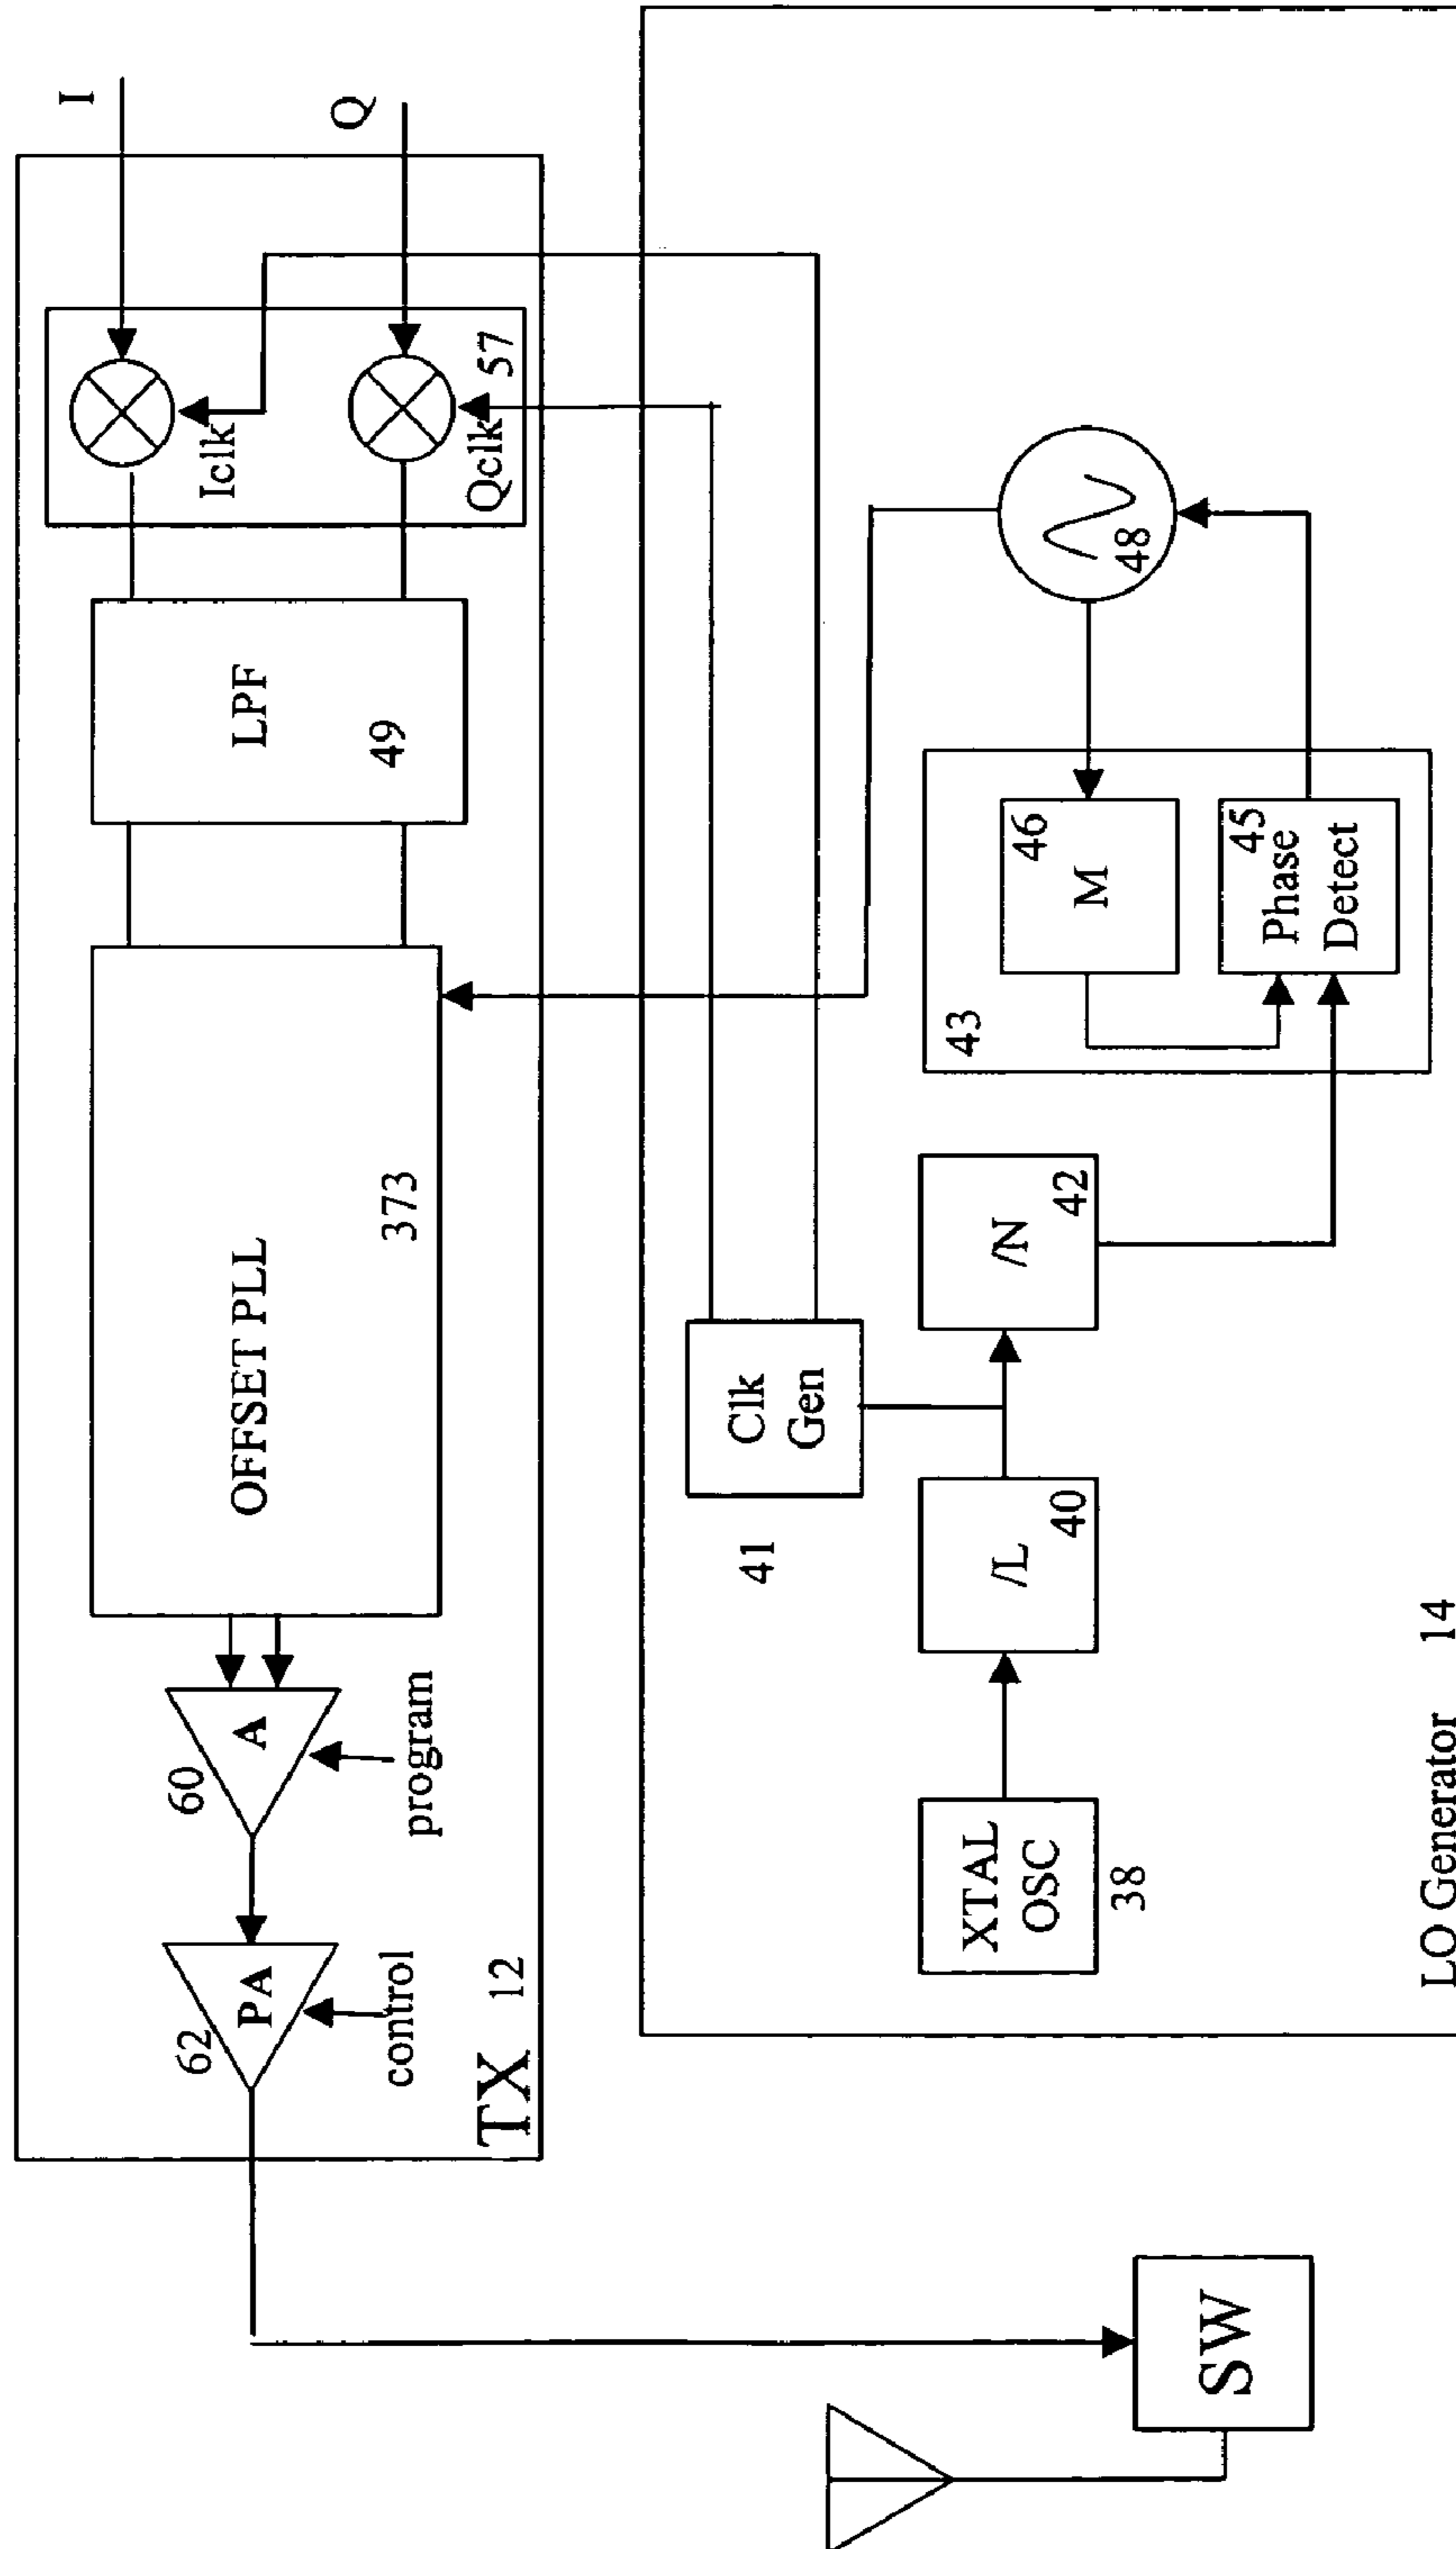 I
Q
Iclk
Qclk
57
LPF
49
OFFSET PLL
373
A
60
program
PA
62
control
TX 12
SW
XTAL
OSC
38
/L
40
Clk
Gen
41
/N
42
43
M
46
Phase
Detect
45
48
LO Generator 14